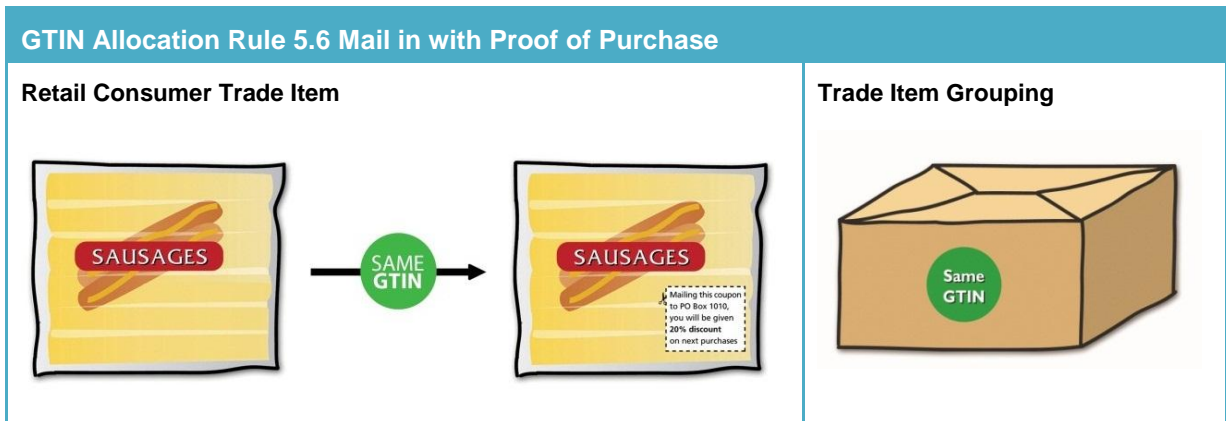 GTIN Allocation Rule 5.6 Mail in with Proof of Purchase
Retail Consumer Trade Item
Trade Item Grouping
SAUSAGES
SAME
GTIN
SAUSAGES
Mailing this coupon
to PO Box 1010,
you will be given
20% discount
on next purchases
Same
GTIN